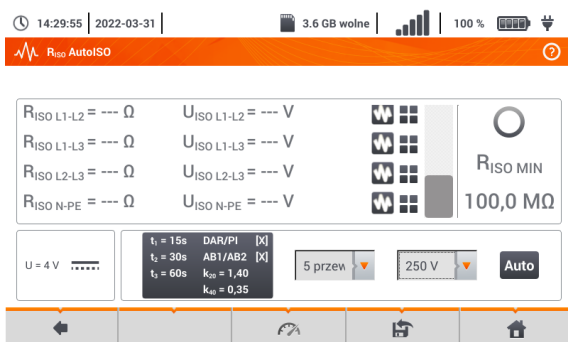 14:29:55 2022-03-31 3.6 GB wolne 100 %
RISO AutoISO
RISO L1-L2 = --- Ω UISO L1-L2 = --- V
RISO L1-L3 = --- Ω UISO L1-L3 = --- V
RISO L2-L3 = --- Ω UISO L2-L3 = --- V
RISO N-PE = --- Ω UISO N-PE = --- V
RISO MIN
100,0 MΩ
U = 4 V
t1 = 15s DAR/PI [X]
t2 = 30s AB1/AB2 [X]
t3 = 60s k20 = 1,40
k40 = 0,35
5 przew
250 V
Auto